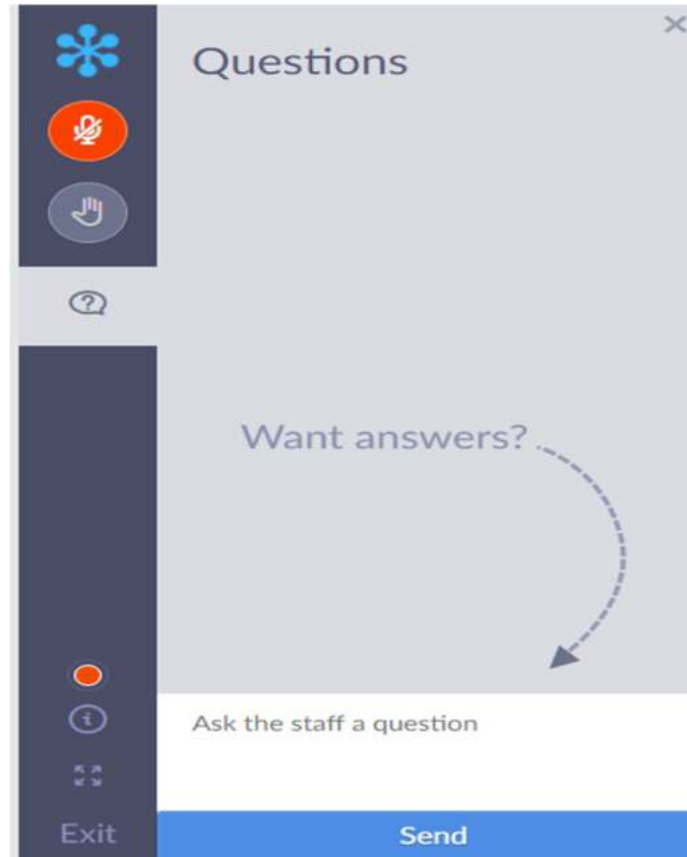 Questions
Want answers?
Ask the staff a question
Exit
Send